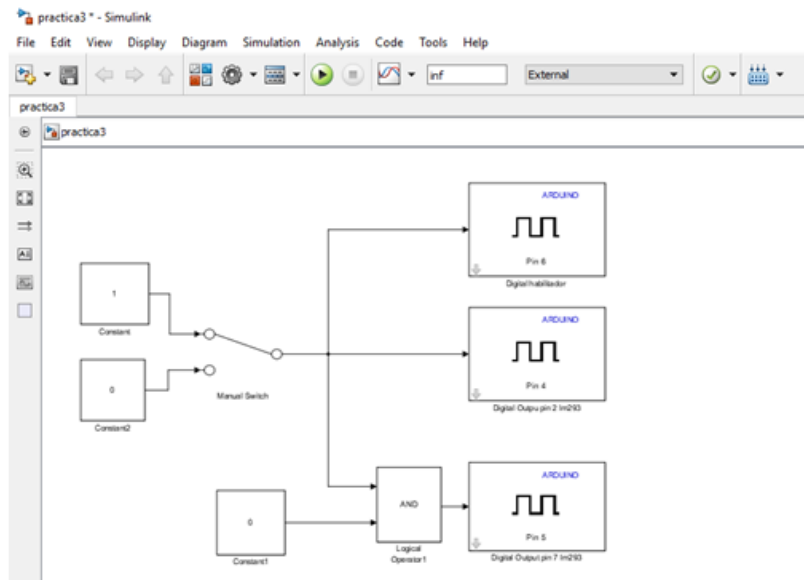 practica3 * - Simulink
File Edit View Display Diagram Simulation Analysis Code Tools Help
inf
External
practica3
practica3
ARDUINO
Pin 6
Digital habilitador
1
Constant
ARDUINO
Pin 4
Digital Outpu pin 2 lm293
0
Constant2
Manual Switch
ARDUINO
Pin 5
Digital Output pin 7 lm293
AND
Logical
Operator1
0
Constant1